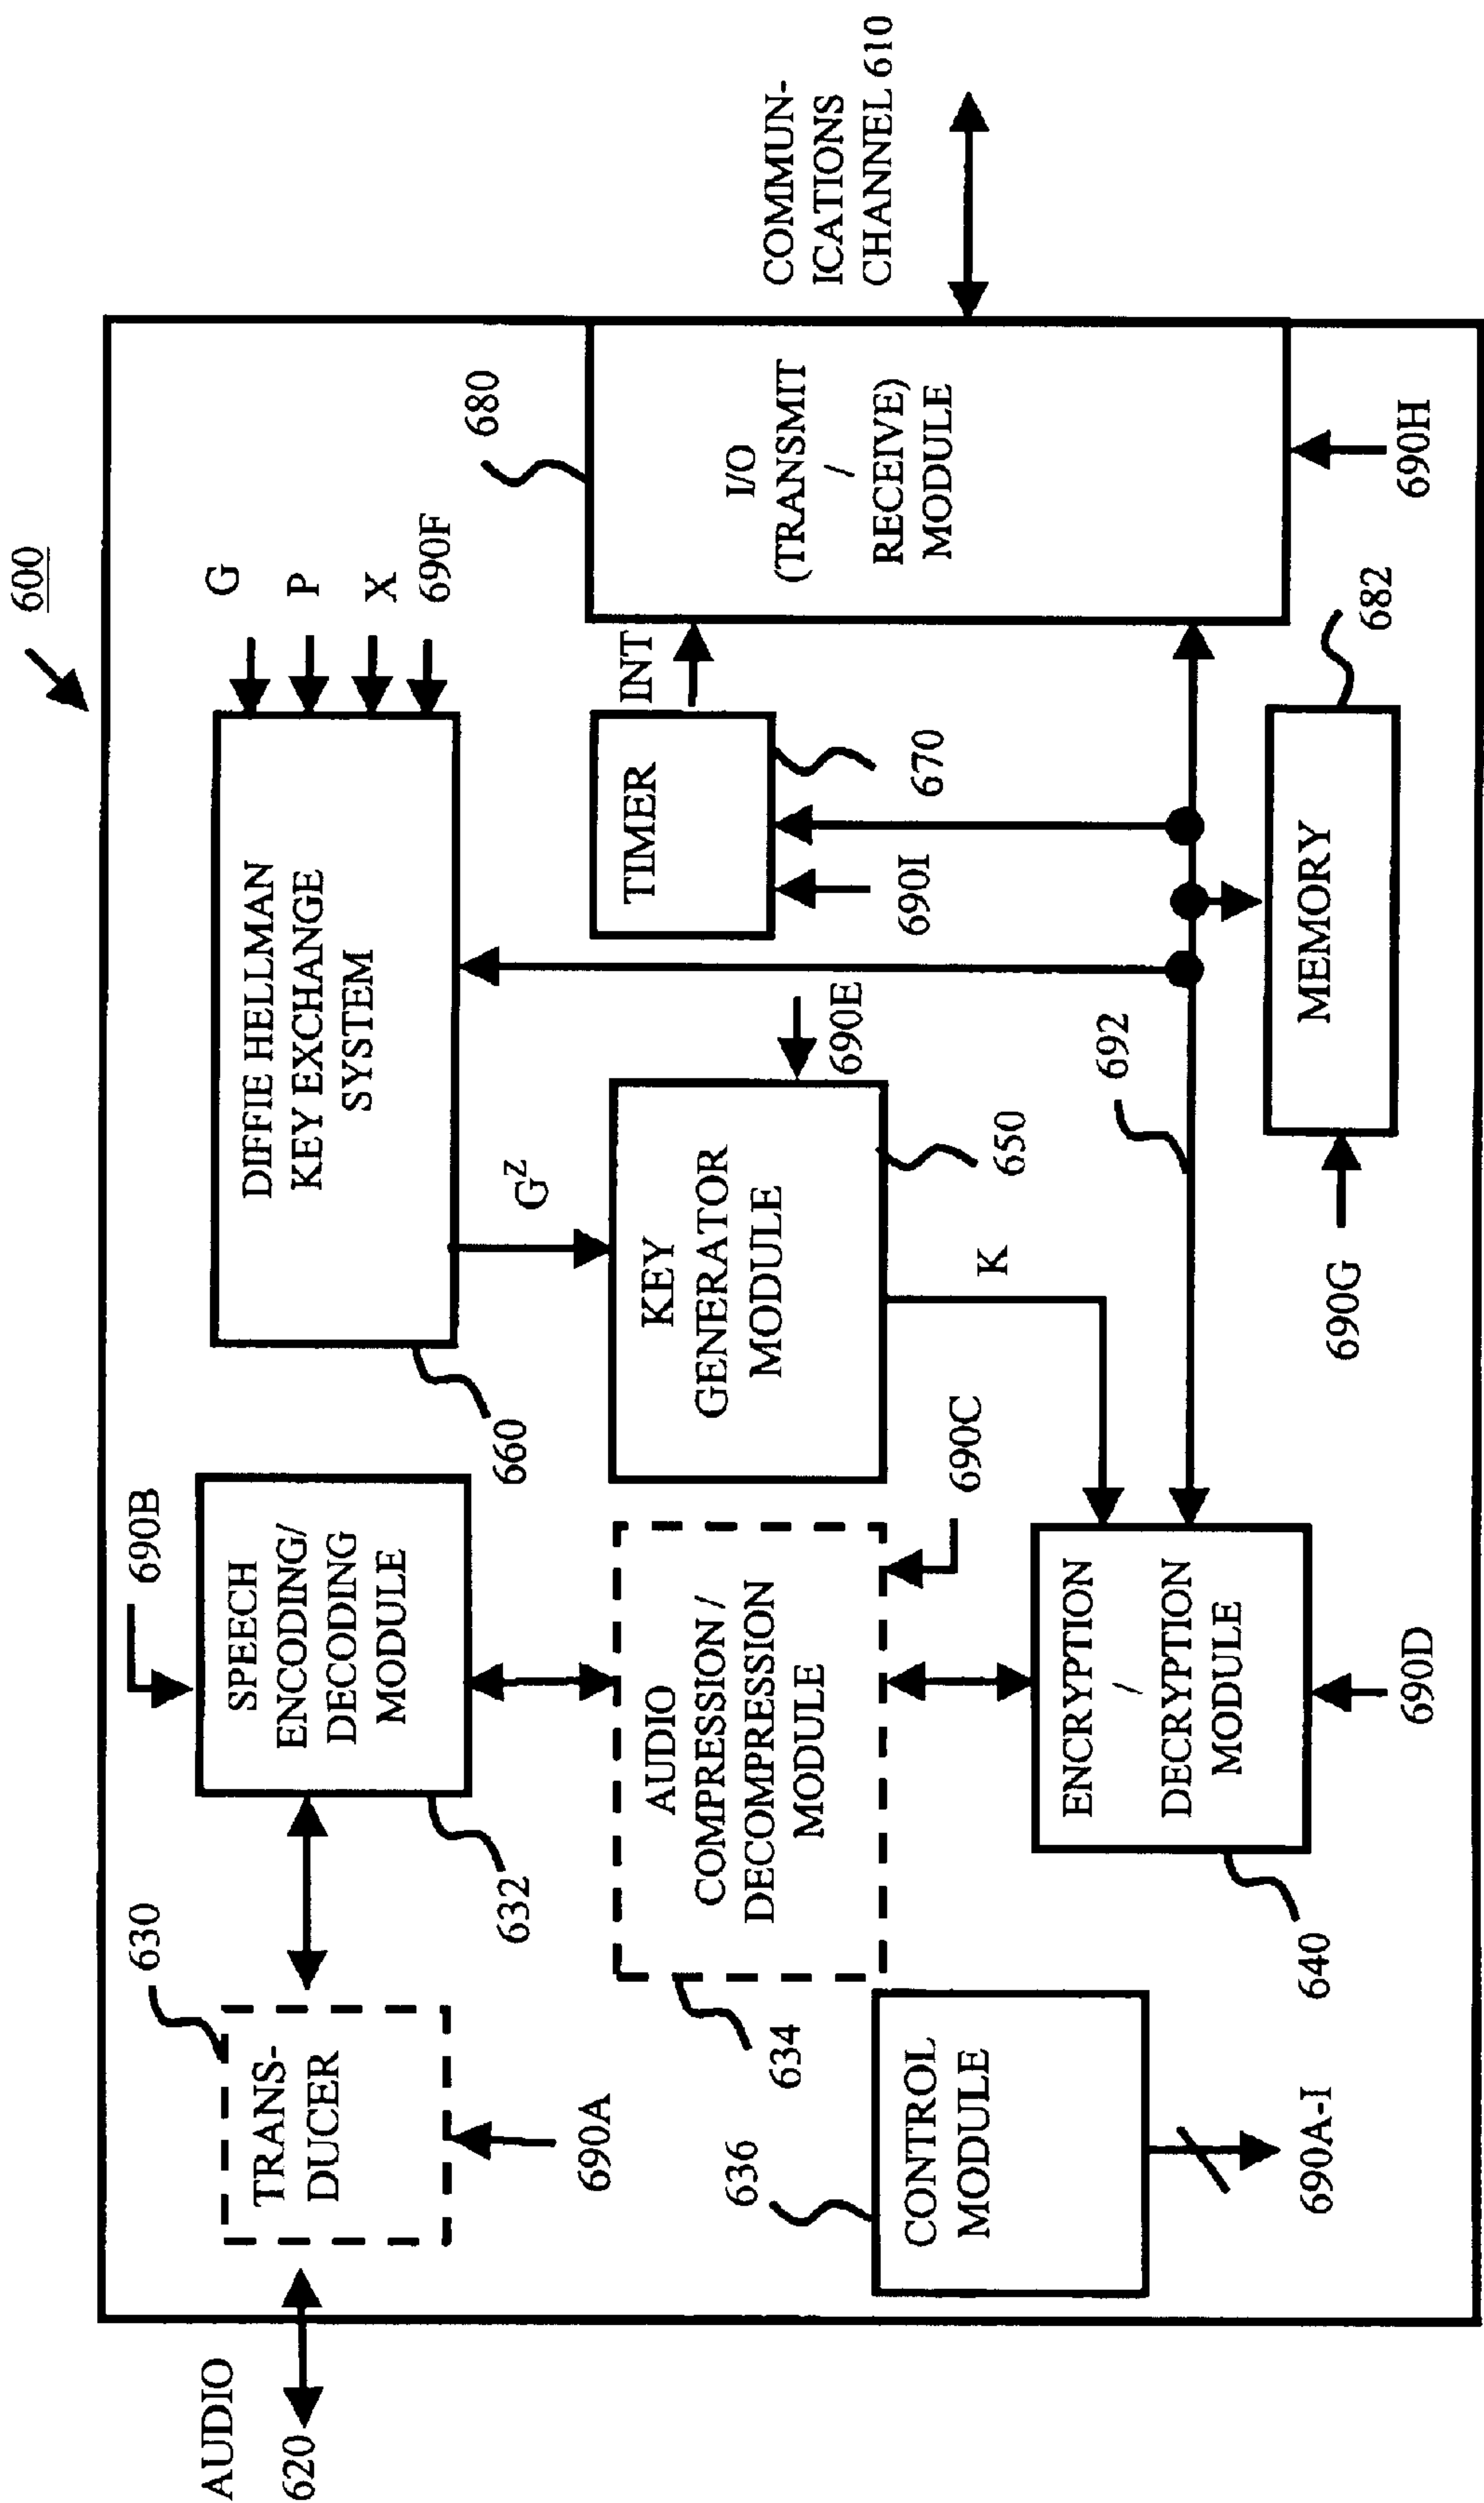 600
AUDIO
620
630
TRANS-
DUCER
690A
690B
SPEECH
ENCODING/
DECODING
MODULE
632
660
DIFFIE HELLMAN
KEY EXCHANGE
SYSTEM
G
P
X
690F
G^Z
634
AUDIO
COMPRESSION /
DECOMPRESSION
MODULE
690C
KEY
GENERATOR
MODULE
690E
650
K
TIMER
INT
670
690I
680
I/O
(TRANSMIT
/
RECEIVE)
MODULE
COMMUN-
ICATIONS
CHANNEL 610
636
CONTROL
MODULE
690A-I
640
ENCRYPTION
/
DECRYPTION
MODULE
690D
692
690G
MEMORY
682
690H